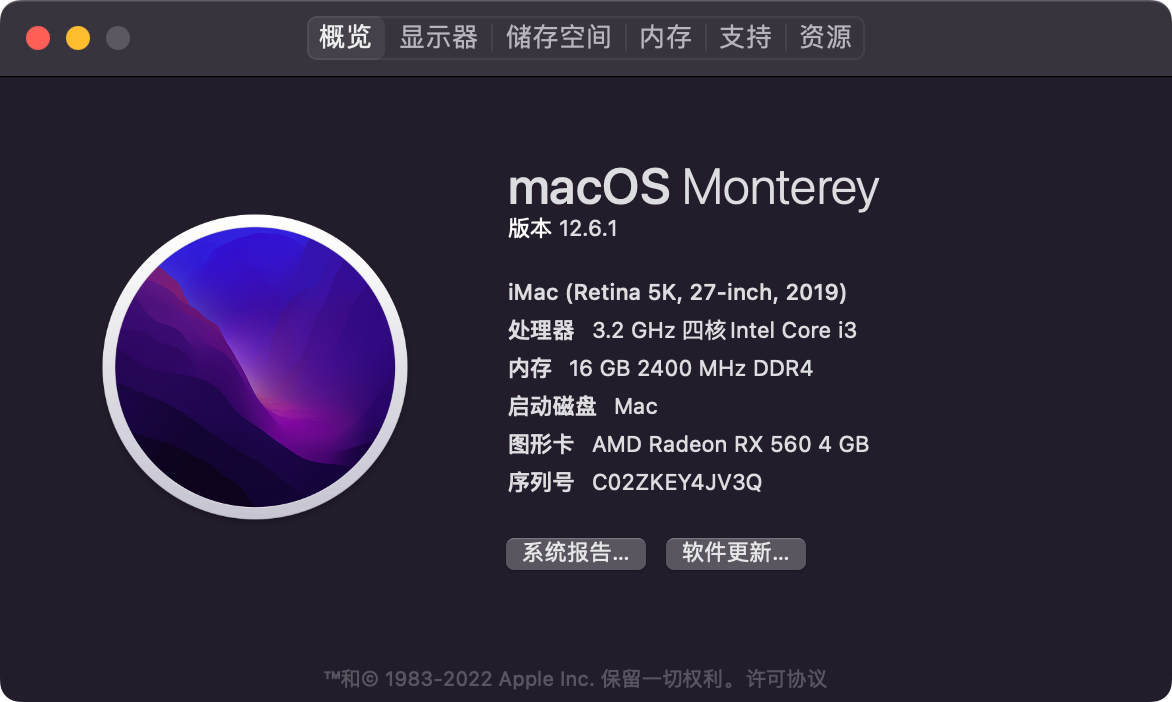 概览 显示器 储存空间 内存 支持 资源
macOS Monterey
版本 12.6.1
iMac (Retina 5K, 27-inch, 2019)
处理器 3.2 GHz 四核Intel Core i3
内存 16 GB 2400 MHz DDR4
启动磁盘 Mac
图形卡 AMD Radeon RX 560 4 GB
序列号 C02ZKEY4JV3Q
系统报告... 软件更新...
™和© 1983-2022 Apple Inc. 保留一切权利。许可协议